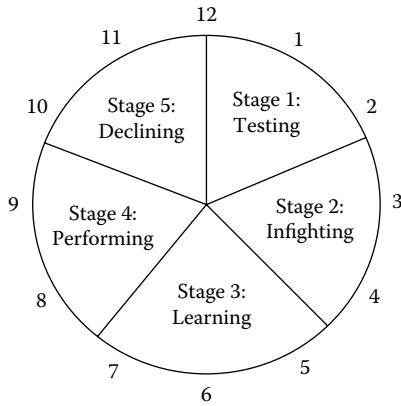 12
1
2
3
4
5
6
7
8
9
10
11
Stage 1:
Testing
Stage 2:
Infighting
Stage 3:
Learning
Stage 4:
Performing
Stage 5:
Declining